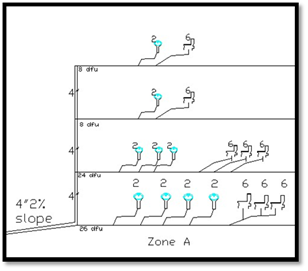 2 6
8 dfu
4"
2 6
8 dfu
4"
2 2 2 6 6 6
24 dfu
2 2 2 2 6 6 6
4"2%
slope
4"
26 dfu
Zone A